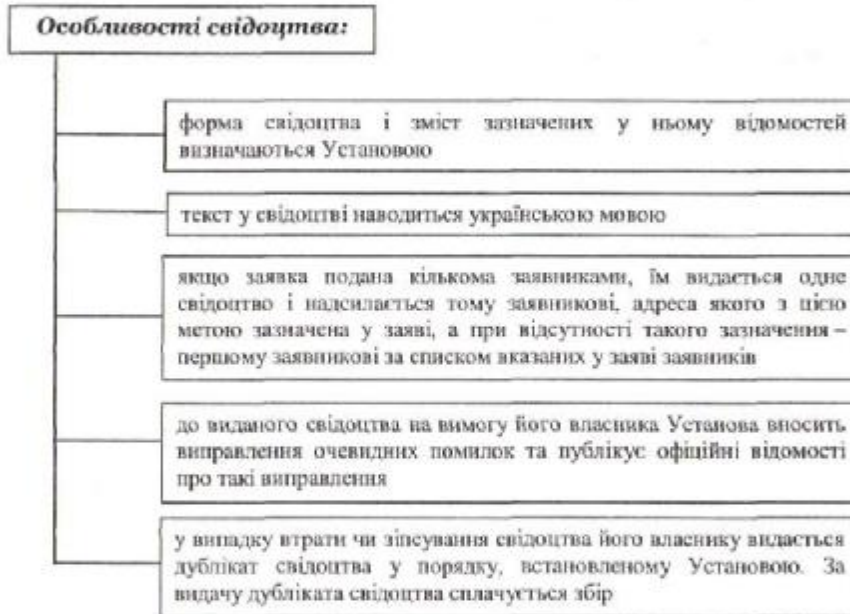 Особливості свідоцтва:
форма свідоцтва і зміст зазначених у ньому відомостей
визначаються Установою
текст у свідоцтві наводиться українською мовою
якщо заявка подана кількома заявниками, їм видається одне
свідоцтво і надсилається тому заявникові, адреса якого з цією
метою зазначена у заяві, а при відсутності такого зазначення –
першому заявникові за списком вказаних у заяві заявників
до виданого свідоцтва на вимогу його власника Установа вносить
виправлення очевидних помилок та публікує офіційні відомості
про такі виправлення
у випадку втрати чи зіпсування свідоцтва його власнику видається
дублікат свідоцтва у порядку, встановленому Установою. За
видачу дубліката свідоцтва сплачується збір